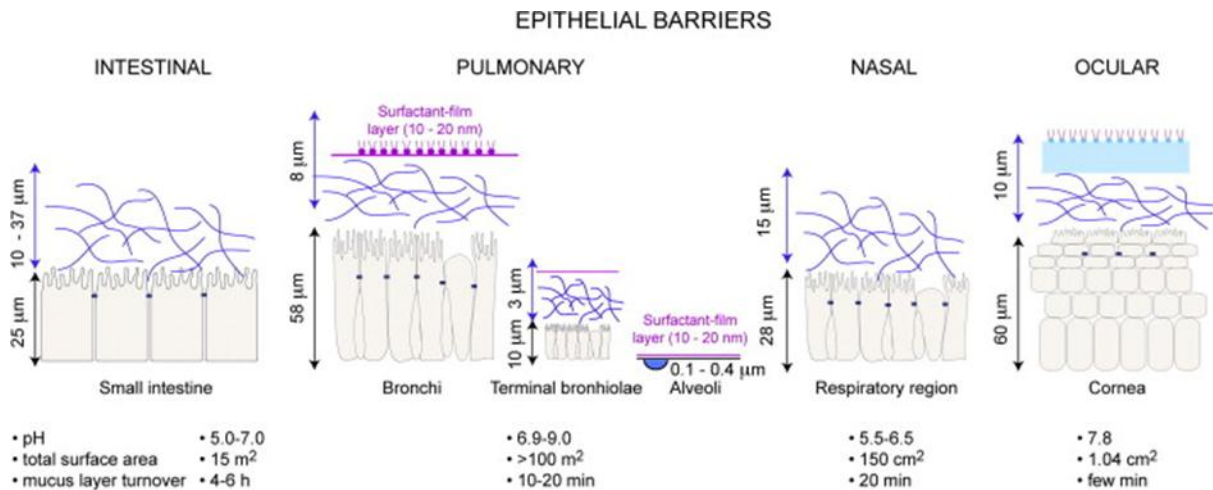 EPITHELIAL BARRIERS
INTESTINAL
PULMONARY
NASAL
OCULAR
Surfactant-film
layer (10 - 20 nm)
10 - 37 μm
25 μm
8 μm
58 μm
3 μm
10 μm
Surfactant-film
layer (10 - 20 nm)
0.1 - 0.4 μm
15 μm
28 μm
10 μm
60 μm
Small intestine
Bronchi
Terminal bronhiolae
Alveoli
Respiratory region
Cornea
• pH • 5.0-7.0 • 6.9-9.0 • 5.5-6.5 • 7.8
• total surface area • 15 m² • >100 m² • 150 cm² • 1.04 cm²
• mucus layer turnover • 4-6 h • 10-20 min • 20 min • few min